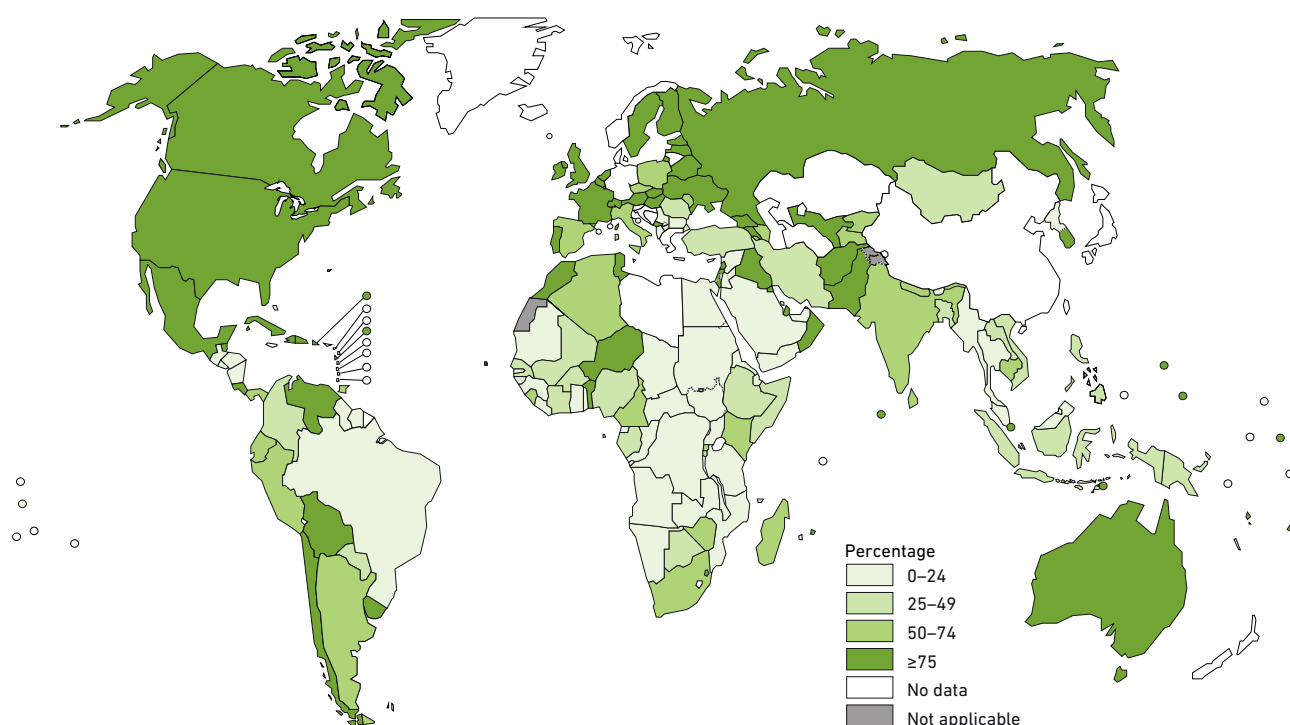 Percentage
0–24
25–49
50–74
≥75
No data
Not applicable